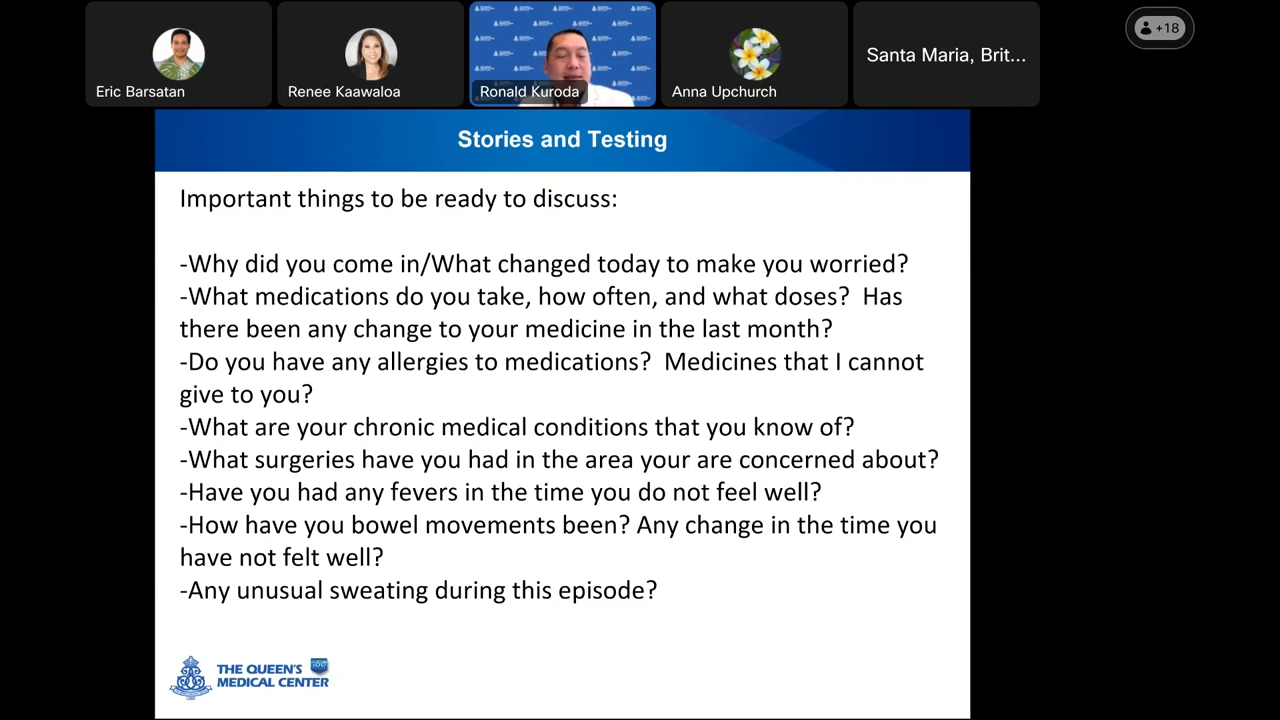 Eric Barsatan
Renee Kaawaloa
Ronald Kuroda
Anna Upchurch
Santa Maria, Brit...
+18
Stories and Testing
Important things to be ready to discuss:
-Why did you come in/What changed today to make you worried?
-What medications do you take, how often, and what doses?  Has
there been any change to your medicine in the last month?
-Do you have any allergies to medications?  Medicines that I cannot
give to you?
-What are your chronic medical conditions that you know of?
-What surgeries have you had in the area your are concerned about?
-Have you had any fevers in the time you do not feel well?
-How have you bowel movements been? Any change in the time you
have not felt well?
-Any unusual sweating during this episode?
THE QUEEN'S
MEDICAL CENTER